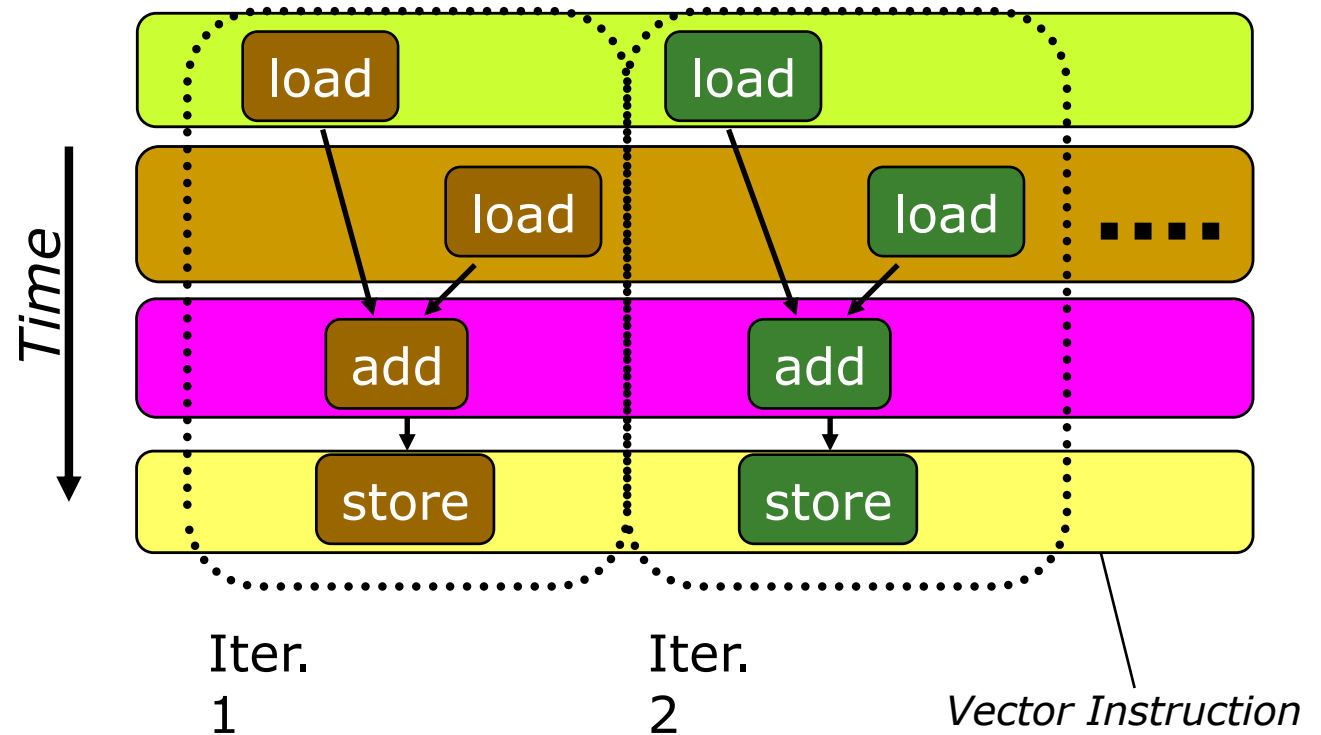 load load
load load
Time
add add
store store
Iter. Iter.
1 2
Vector Instruction